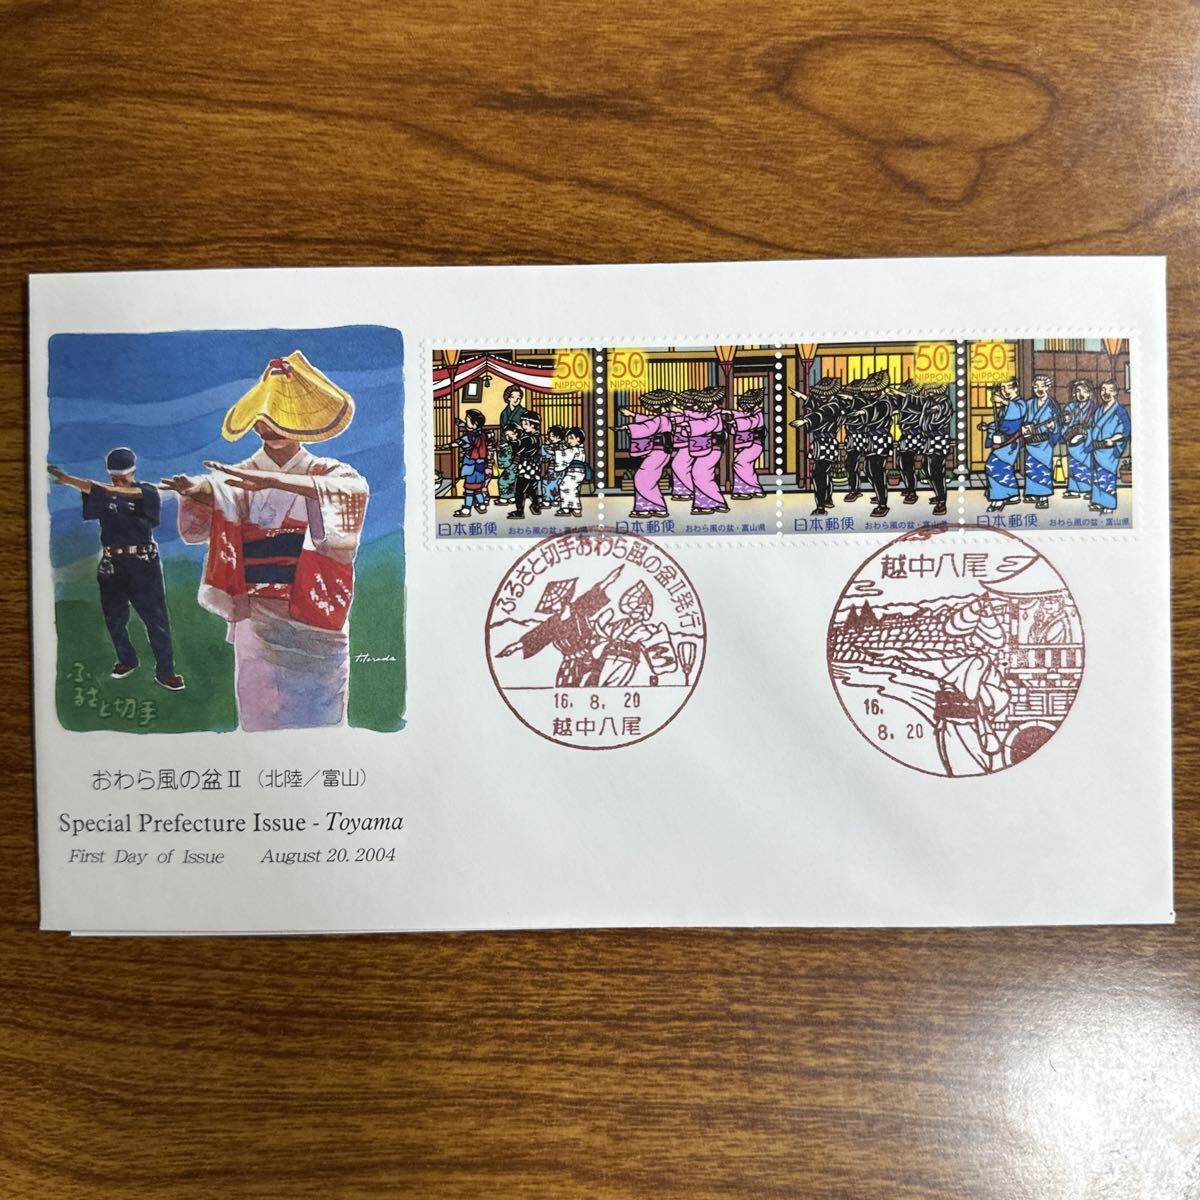 50
NIPPON
日本郵便
おわら風の盆・富山県
50
NIPPON
日本郵便
おわら風の盆・富山県
50
NIPPON
日本郵便
おわら風の盆・富山県
50
NIPPON
日本郵便
おわら風の盆・富山県
ふるさと切手おわら風の盆II発行
16. 8. 20
越中八尾
越中八尾
16.
8. 20
ふるさと切手
おわら風の盆II（北陸／富山）
Special Prefecture Issue - Toyama
First Day of Issue August 20. 2004